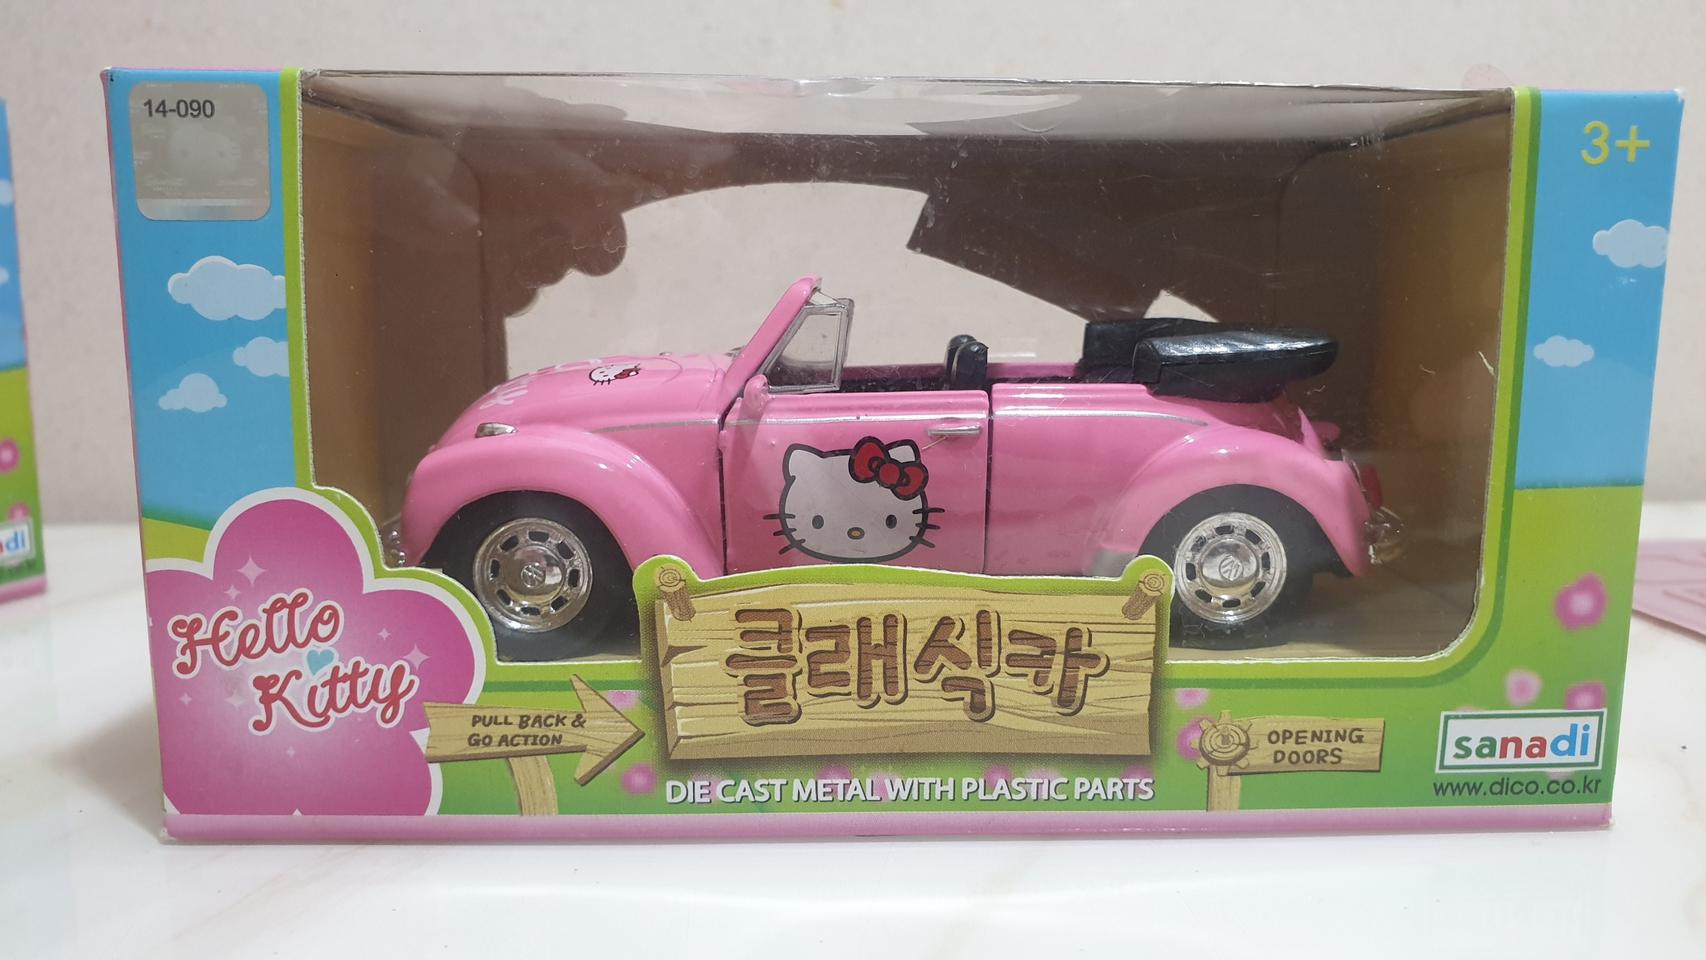 14-090
3+
Hello
Kitty
PULL BACK &
GO ACTION
클래식카
DIE CAST METAL WITH PLASTIC PARTS
OPENING
DOORS
sanadi
www.dico.co.kr
di